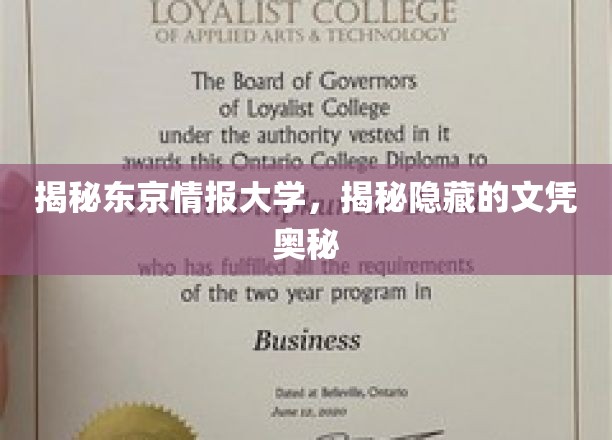 LOYALIST COLLEGE
OF APPLIED ARTS & TECHNOLOGY
The Board of Governors
of Loyalist College
under the authority vested in it
awards this Ontario College Diploma to
揭秘东京情报大学，揭秘隐藏的文凭
奥秘
who has fulfilled all the requirements
of the two year program in
Business
Dated at Belleville, Ontario
June 12, 2020